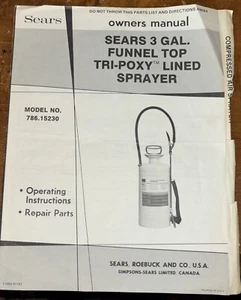 DO NOT THROW THIS PARTS LIST AND DIRECTIONS AWAY
Sears
owners manual
SEARS 3 GAL.
FUNNEL TOP
TRI-POXY™ LINED
SPRAYER
COMPRESSED AIR
MODEL NO.
786.15230
• Operating
Instructions
• Repair Parts
SEARS, ROEBUCK AND CO., U.S.A.
SIMPSONS-SEARS LIMITED, CANADA